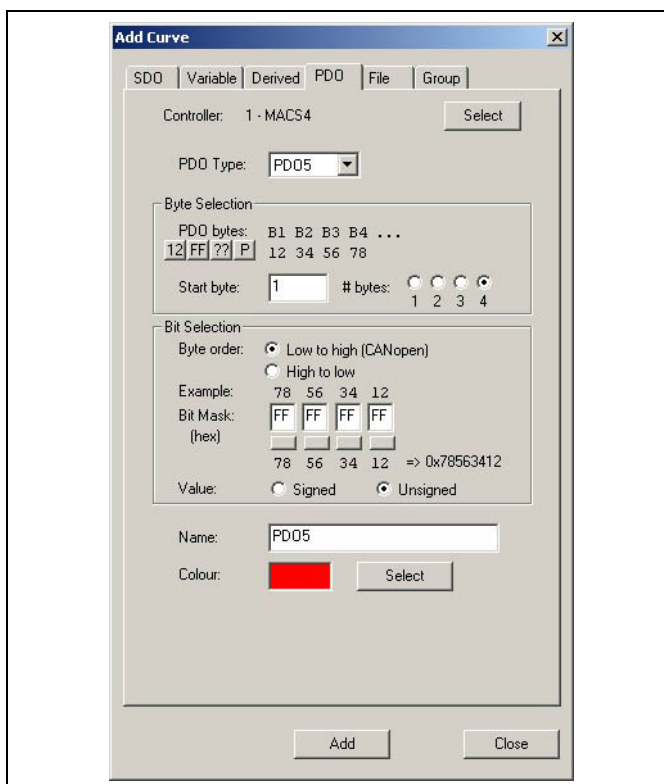 Add Curve
SDO Variable Derived PDO File Group
Controller: 1 - MACS4 Select
PDO Type: PDO5
Byte Selection
PDO bytes: B1 B2 B3 B4 ...
12 FF ?? P 12 34 56 78
Start byte: 1 # bytes:
1 2 3 4
Bit Selection
Byte order: Low to high (CANopen)
High to low
Example: 78 56 34 12
Bit Mask: FF FF FF FF
(hex)
78 56 34 12 => 0x78563412
Value: Signed Unsigned
Name: PDO5
Colour: Select
Add Close